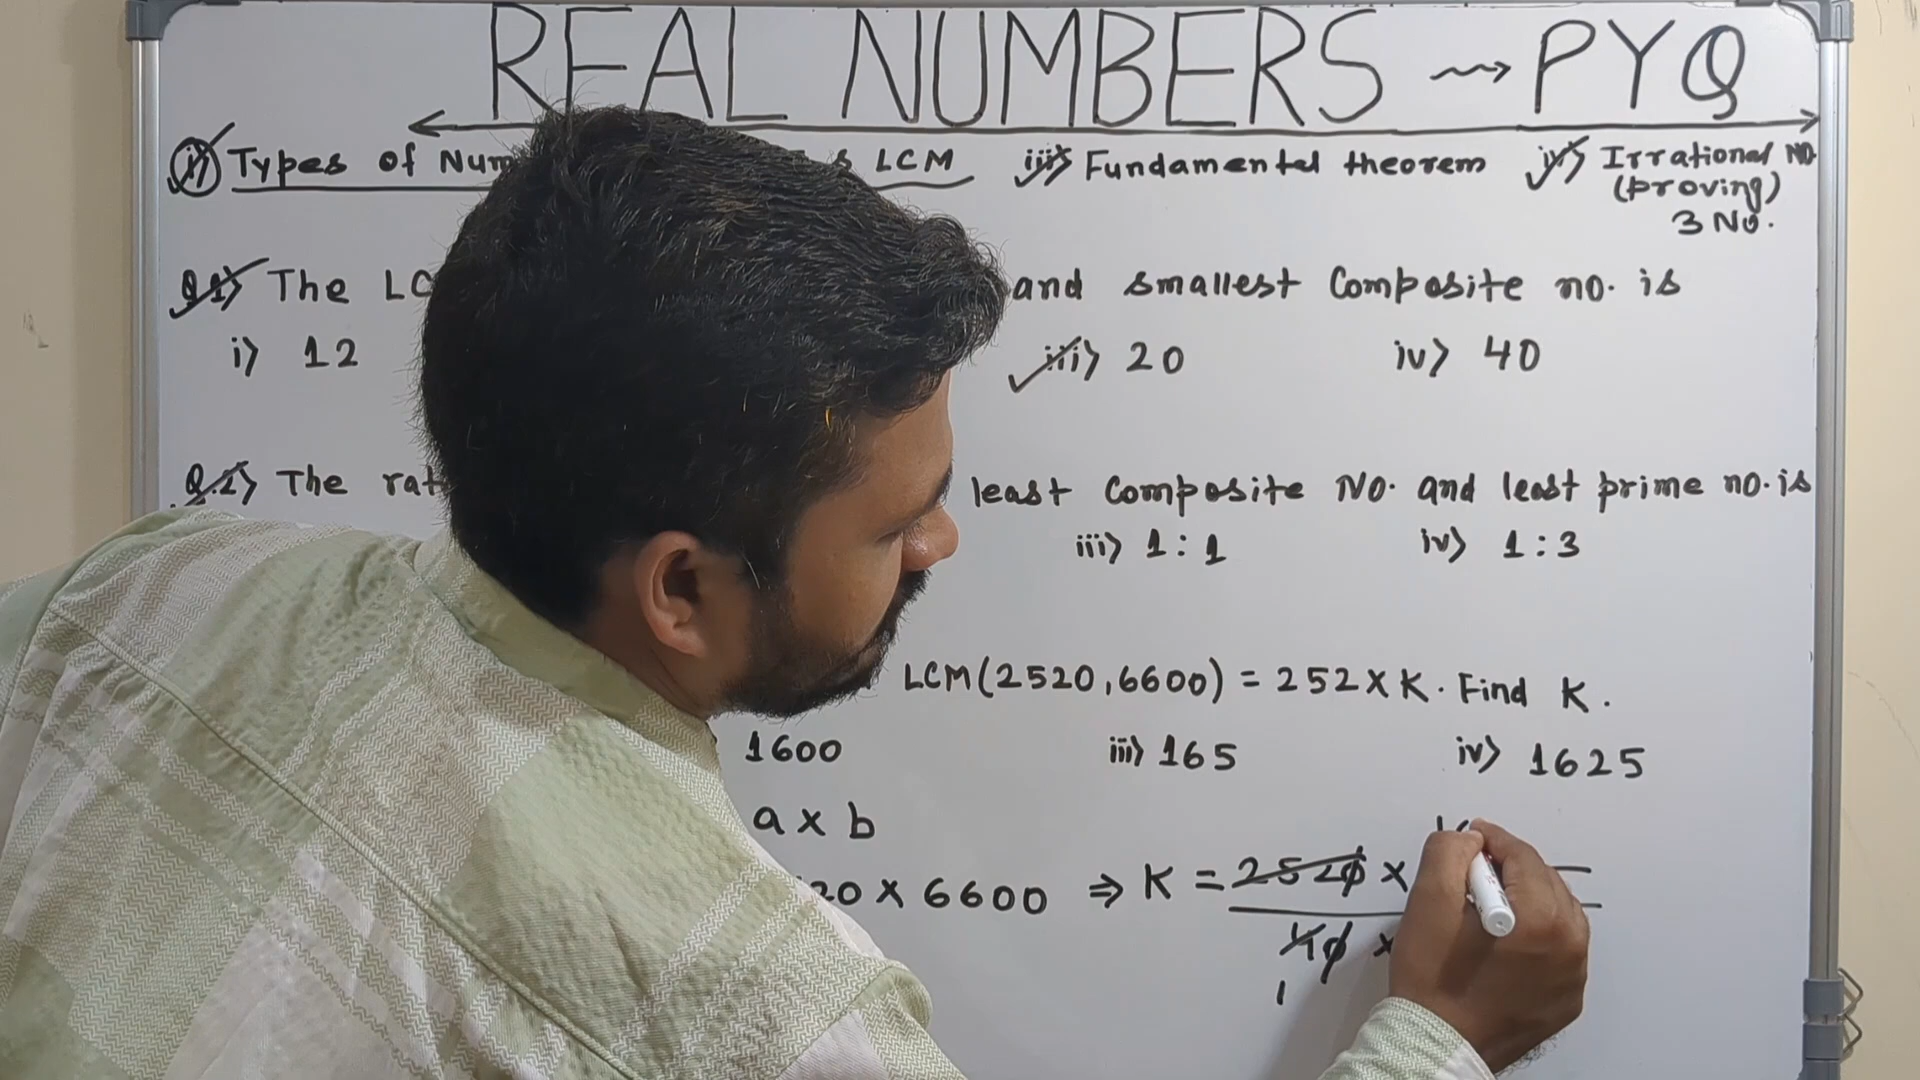 REAL NUMBERS ⇝ PYQ
i) Types of Num & LCM iii) Fundamental theorem iv) Irrational No.
(proving)
3 No.
Q.1) The LC and smallest Composite no. is
i) 12 iii) 20 iv) 40
Q.2) The rat least Composite No. and least prime no. is
iii) 1 : 1 iv) 1 : 3
LCM(2520,6600) = 252 x K. Find K.
1600 iii) 165 iv) 1625
a x b
20 x 6600 ⇒ K = 2520 x
40 x
1